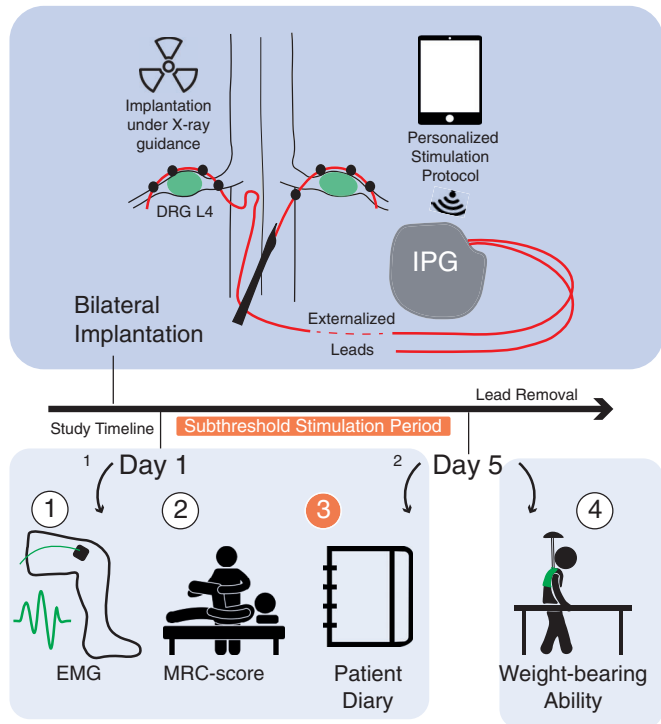 Implantation
under X-ray
guidance
DRG L4
Personalized
Stimulation
Protocol
IPG
Externalized
Leads
Bilateral
Implantation
Lead Removal
Study Timeline
Subthreshold Stimulation Period
1 Day 1
2 Day 5
1
2
3
4
EMG
MRC-score
Patient
Diary
Weight-bearing
Ability